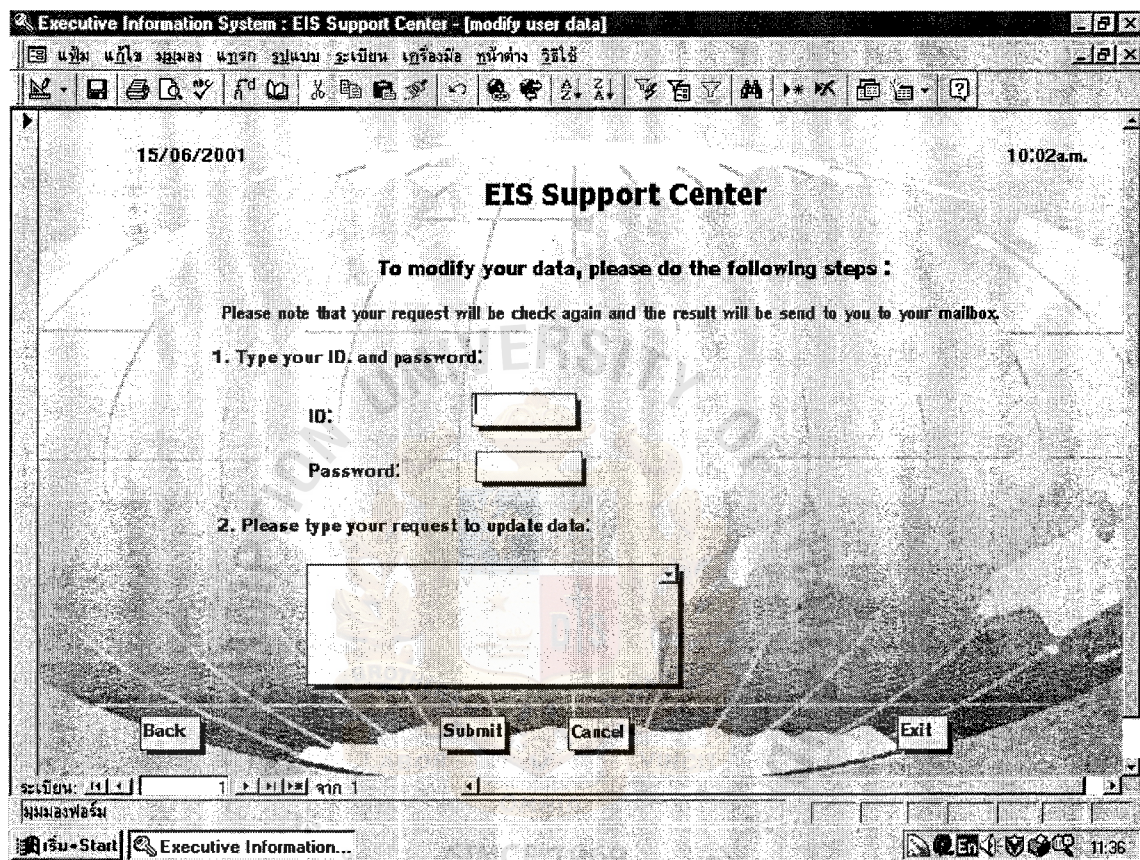 Executive Information System : EIS Support Center - [modify user data]
แฟ้ม แก้ไข มุมมอง แทรก รูปแบบ ระเบียน เครื่องมือ หน้าต่าง วิธีใช้
15/06/2001 10:02a.m.
EIS Support Center
To modify your data, please do the following steps :
Please note that your request will be check again and the result will be send to you to your mailbox.
1. Type your ID. and password:
ID:
Password:
2. Please type your request to update data:
Back Submit Cancel Exit
ระเบียน: 1 จาก 1
มุมมองฟอร์ม
เริ่ม-Start Executive Information... En 11:36